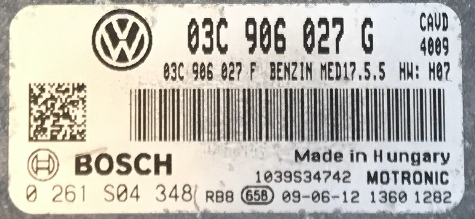 03C 906 027 G CAVD
4009
03C 906 027 F BENZIN MED17.5.5 HW: H07
BOSCH Made in Hungary
1039S34742 MOTRONIC
0 261 S04 348 RB8 658 09-06-12 1360 1282